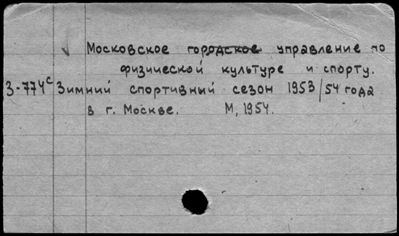 Московское городское управление по
физической культуре и спорту.
3-774с Зимний спортивный сезон 1953/54 года
в г. Москве. М, 1954.